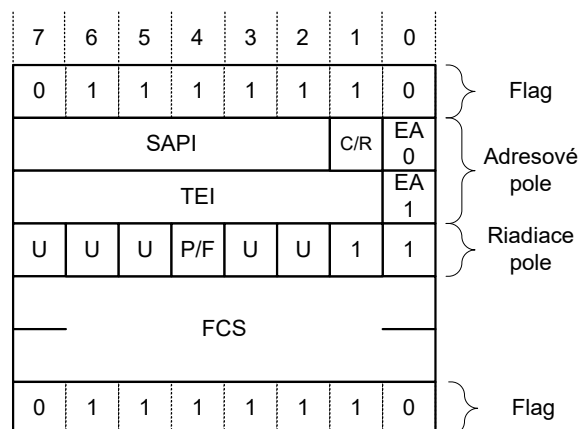 7 6 5 4 3 2 1 0
0 1 1 1 1 1 1 0 Flag
SAPI C/R EA 0
Adresové pole
TEI EA 1
U U U P/F U U 1 1 Riadiace pole
FCS
0 1 1 1 1 1 1 0 Flag